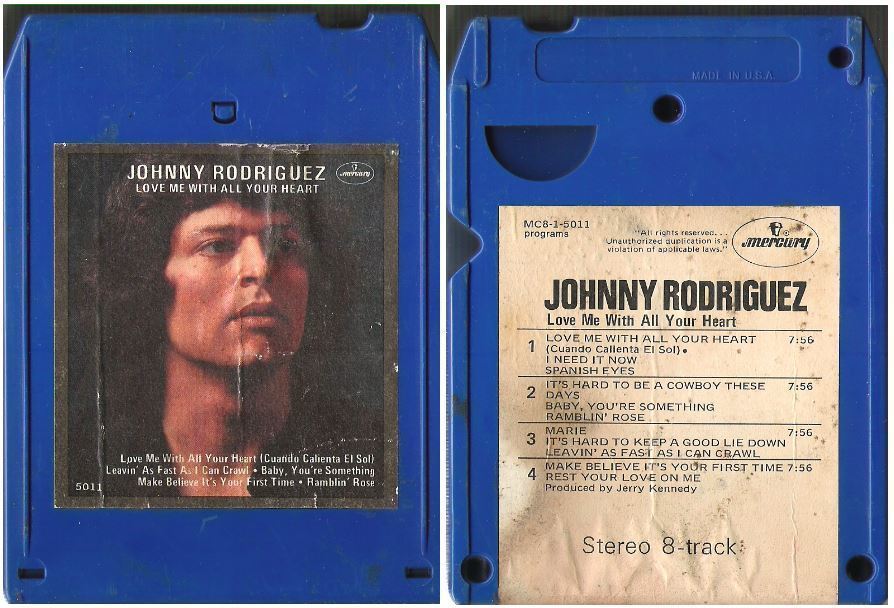 JOHNNY RODRIGUEZ
mercury
LOVE ME WITH ALL YOUR HEART
Love Me With All Your Heart (Cuando Calienta El Sol)
Leavin' As Fast As I Can Crawl • Baby, You're Something
Make Believe It's Your First Time • Ramblin' Rose
5011
MADE IN U.S.A.
MC8-1-5011
programs
"All rights reserved...
Unauthorized duplication is a
violation of applicable laws."
mercury
JOHNNY RODRIGUEZ
Love Me With All Your Heart
1 LOVE ME WITH ALL YOUR HEART 7:56
(Cuando Calienta El Sol) •
I NEED IT NOW
SPANISH EYES
2 IT'S HARD TO BE A COWBOY THESE 7:56
DAYS
BABY, YOU'RE SOMETHING
RAMBLIN' ROSE
3 MARIE 7:56
IT'S HARD TO KEEP A GOOD LIE DOWN
LEAVIN' AS FAST AS I CAN CRAWL
4 MAKE BELIEVE IT'S YOUR FIRST TIME 7:56
REST YOUR LOVE ON ME
Produced by Jerry Kennedy
Stereo 8-track